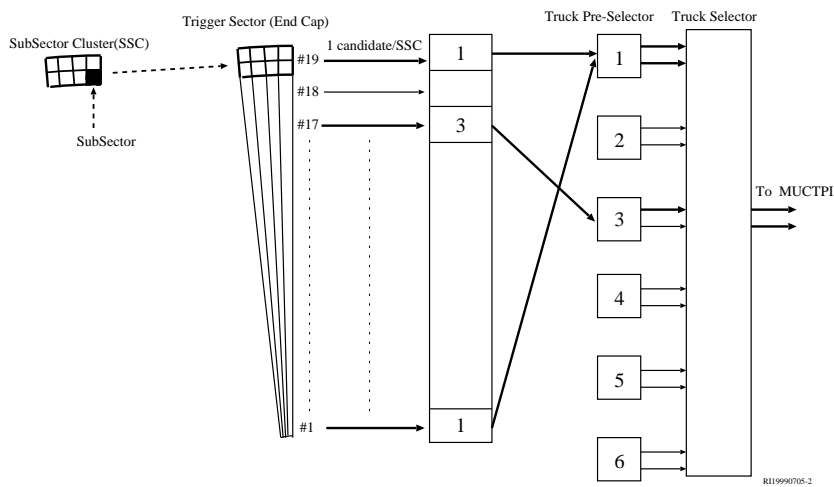 SubSector Cluster(SSC)
SubSector
Trigger Sector (End Cap)
1 candidate/SSC
#19
#18
#17
#1
1
3
1
Truck Pre-Selector
1
2
3
4
5
6
Truck Selector
To MUCTPI
RI19990705-2